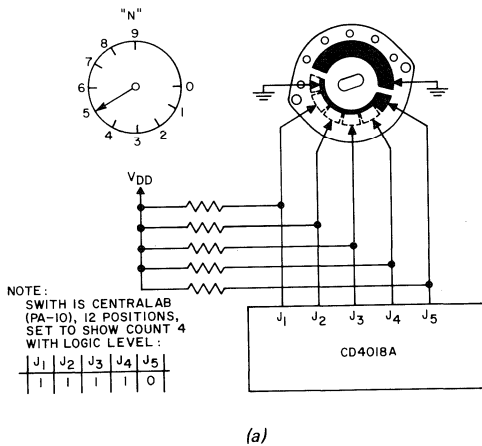 "N"
9
8
7
6
5
4
3
2
1
0
VDD
NOTE:
SWITH IS CENTRALAB
(PA-10), 12 POSITIONS,
SET TO SHOW COUNT 4
WITH LOGIC LEVEL:
J1 J2 J3 J4 J5
1 1 1 1 0
J1 J2 J3 J4 J5
CD4018A
(a)